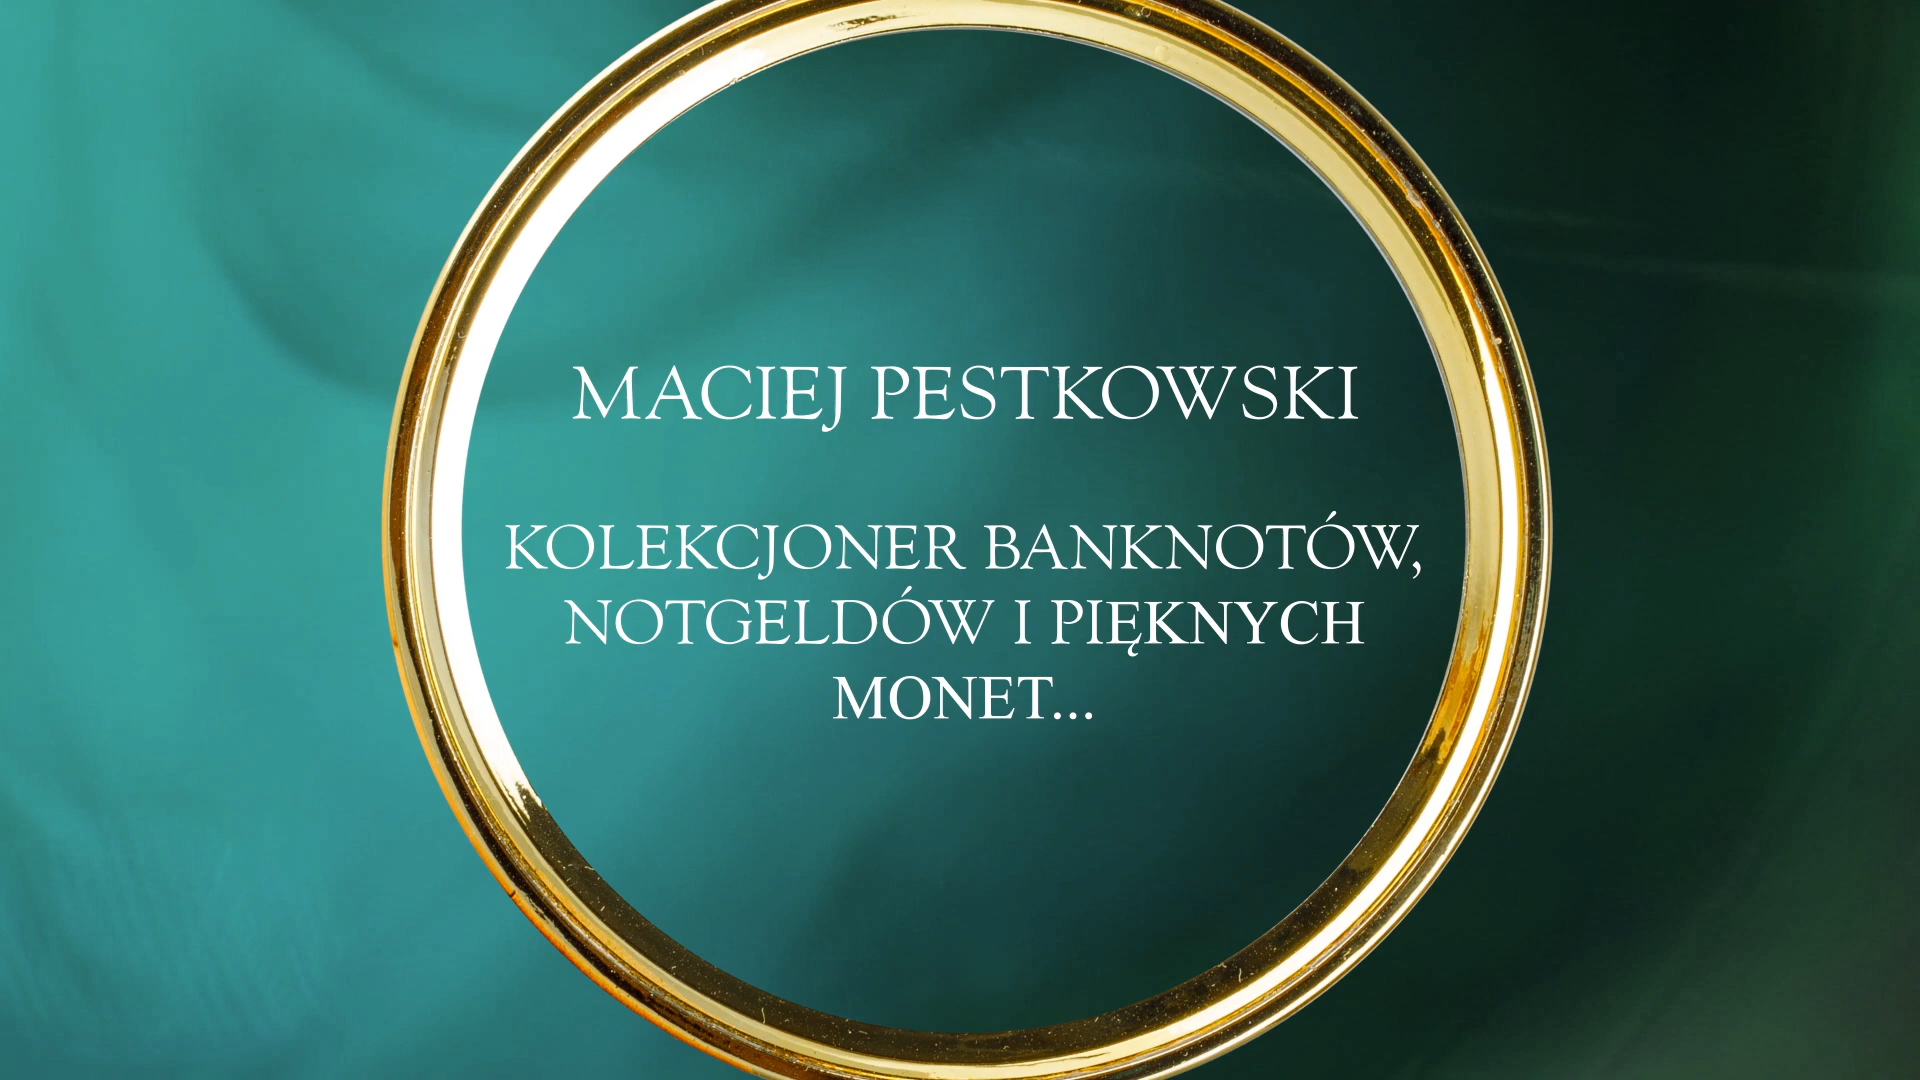 MACIEJ PESTKOWSKI
KOLEKCJONER BANKNOTÓW,
NOTGELDÓW I PIĘKNYCH
MONET...